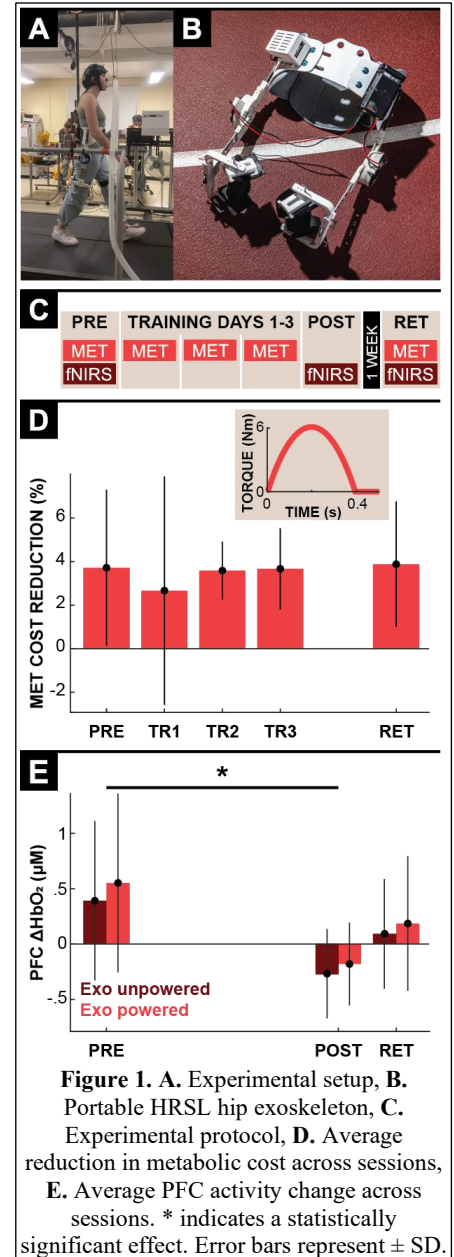 A
B
C
PRE TRAINING DAYS 1-3 POST 1 WEEK RET
MET MET MET MET MET
fNIRS fNIRS fNIRS
D
TORQUE (Nm)
6
0
0.4
TIME (s)
MET COST REDUCTION (%)
6
4
2
0
-2
PRE TR1 TR2 TR3 RET
E
*
PFC ΔHbO₂ (µM)
1
.5
0
-.5
Exo unpowered
Exo powered
PRE POST RET
Figure 1. A. Experimental setup, B.
Portable HRSL hip exoskeleton, C.
Experimental protocol, D. Average
reduction in metabolic cost across sessions,
E. Average PFC activity change across
sessions. * indicates a statistically
significant effect. Error bars represent ± SD.